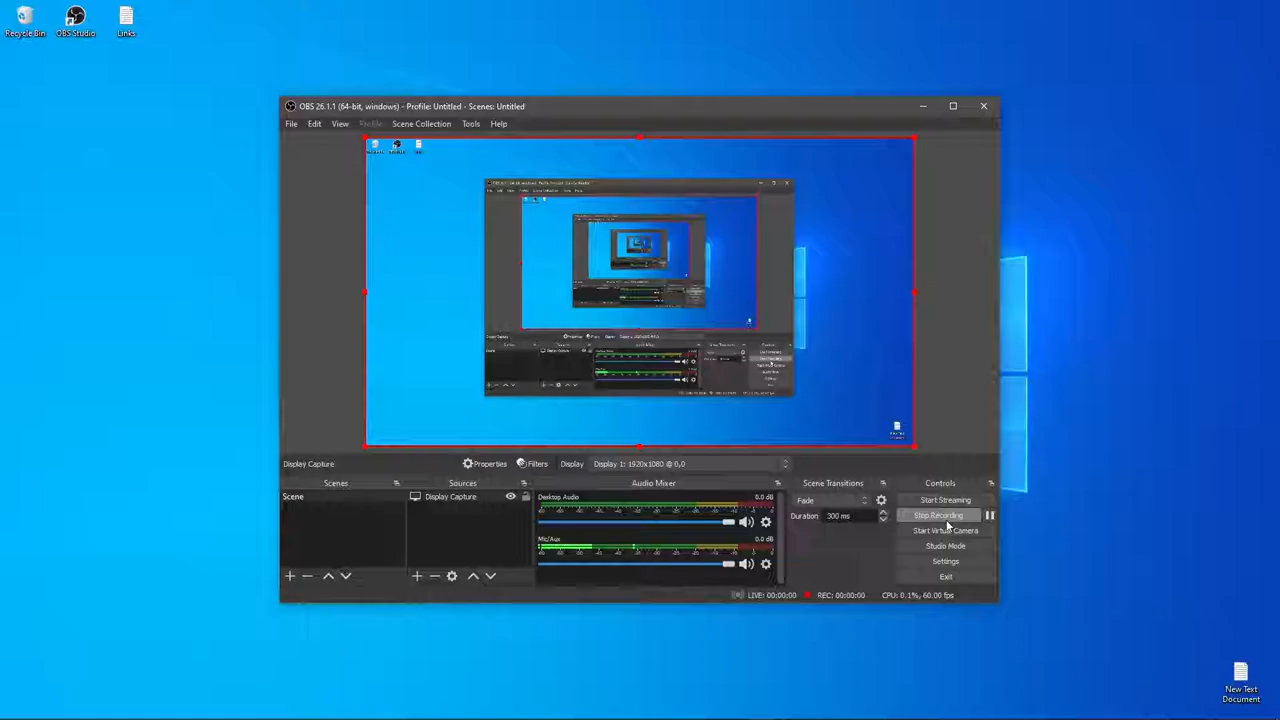 Recycle Bin
OBS Studio
Links
OBS 26.1.1 (64-bit, windows) - Profile: Untitled - Scenes: Untitled
File Edit View Profile Scene Collection Tools Help
Display Capture Properties Filters Display Display 1: 1920x1080 @ 0,0
Scenes Sources Audio Mixer Scene Transitions Controls
Scene
Display Capture
Desktop Audio 0.0 dB
Mic/Aux 0.0 dB
Fade
Duration 300 ms
Start Streaming
Stop Recording
Start Virtual Camera
Studio Mode
Settings
Exit
LIVE: 00:00:00 REC: 00:00:00 CPU: 0.1%, 60.00 fps
New Text
Document